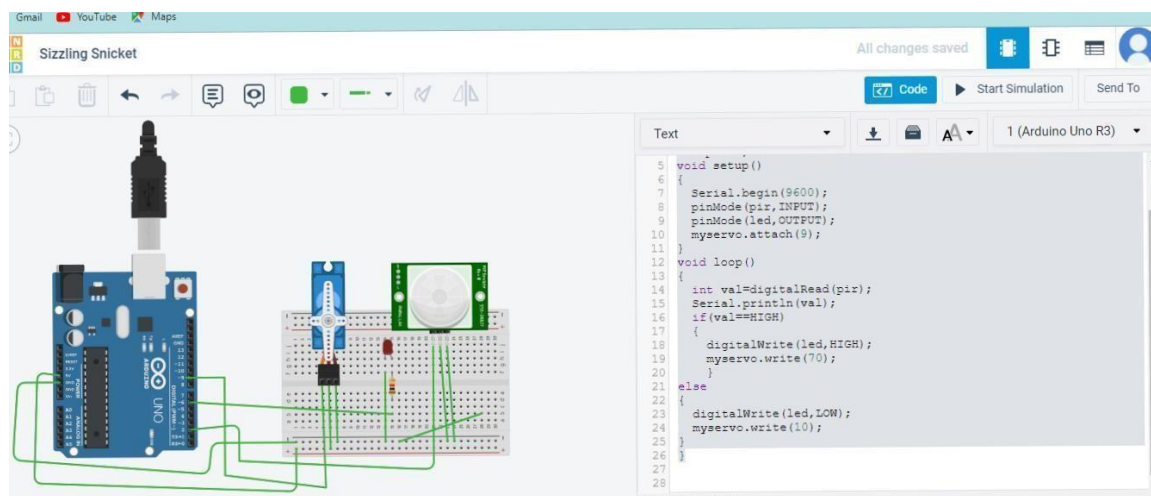 Gmail YouTube Maps
Sizzling Snicket
All changes saved
Code
Start Simulation
Send To
Text
1 (Arduino Uno R3)
5 void setup()
6 {
7 Serial.begin(9600);
8 pinMode(pir,INPUT);
9 pinMode(led,OUTPUT);
10 myservo.attach(9);
11 }
12 void loop()
13 {
14 int val=digitalRead(pir);
15 Serial.println(val);
16 if(val==HIGH)
17 {
18 digitalWrite(led,HIGH);
19 myservo.write(70);
20 }
21 else
22 {
23 digitalWrite(led,LOW);
24 myservo.write(10);
25 }
26 }
27
28
ARDUINO
UNO
POWER
ANALOG IN